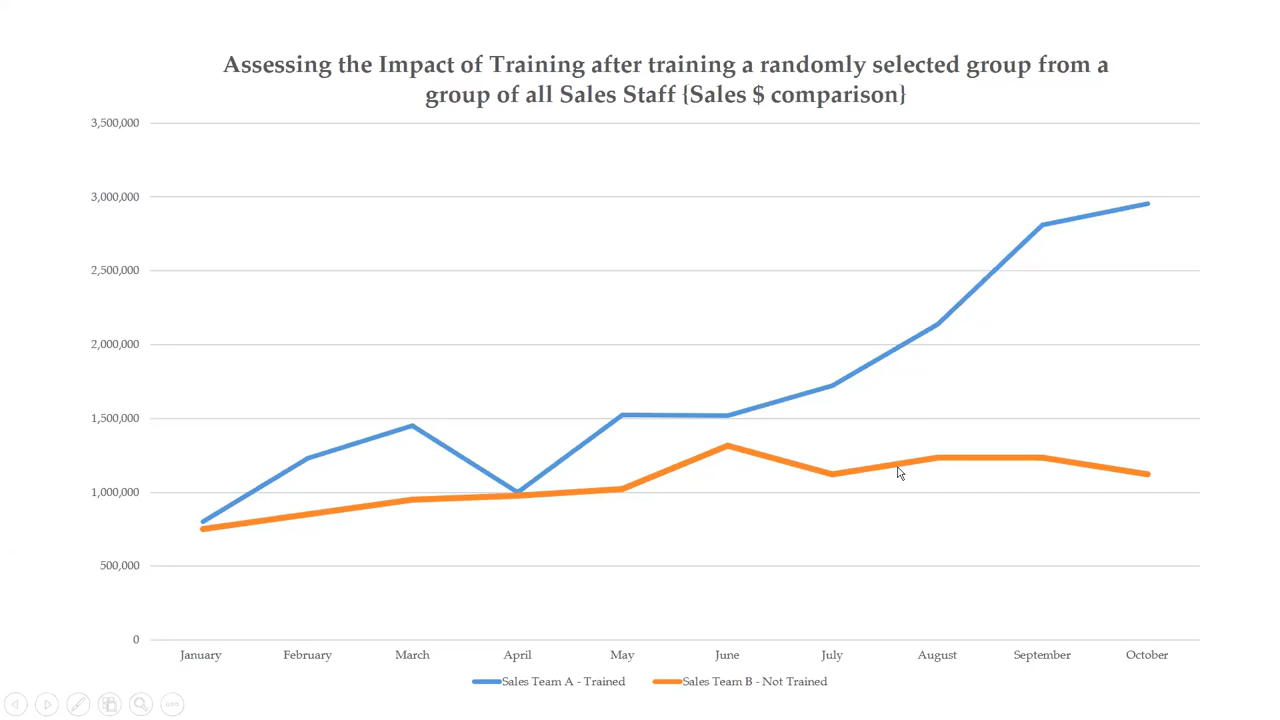 Assessing the Impact of Training after training a randomly selected group from a
group of all Sales Staff {Sales $ comparison}
3,500,000
3,000,000
2,500,000
2,000,000
1,500,000
1,000,000
500,000
0
January February March April May June July August September October
Sales Team A - Trained Sales Team B - Not Trained